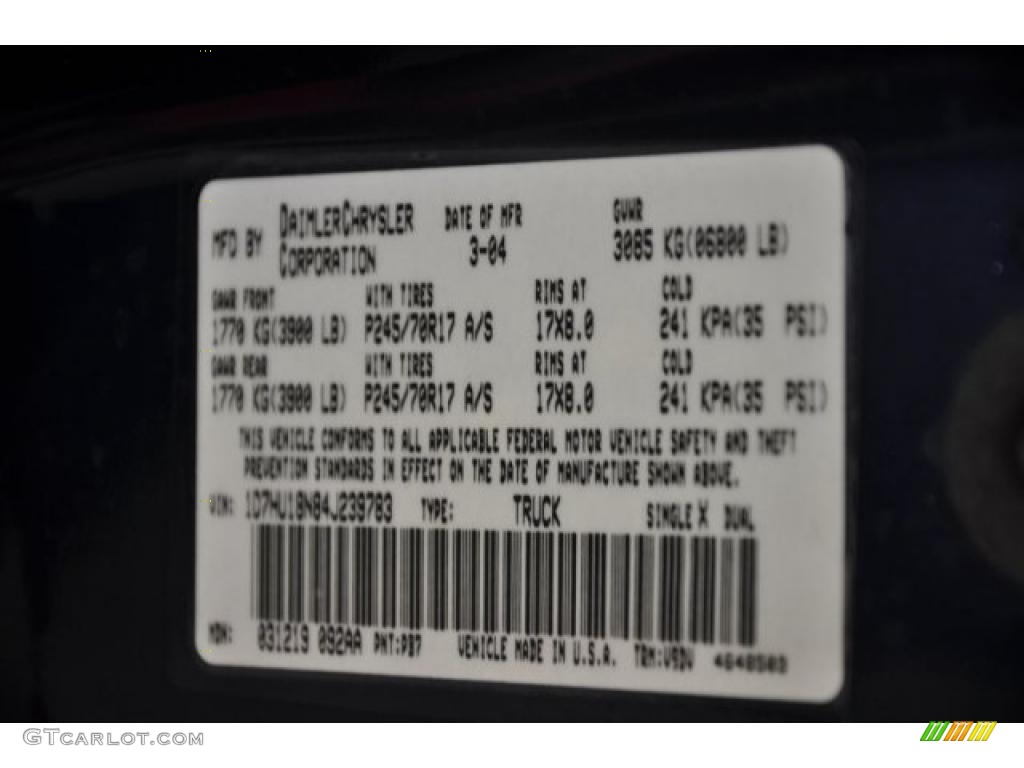 MFD BY DAIMLERCHRYSLER CORPORATION DATE OF MFR 3-04 GVWR 3085 KG(06800 LB)
GAWR FRONT WITH TIRES RIMS AT COLD
1770 KG(3900 LB) P245/70R17 A/S 17X8.0 241 KPA(35 PSI)
GAWR REAR WITH TIRES RIMS AT COLD
1770 KG(3900 LB) P245/70R17 A/S 17X8.0 241 KPA(35 PSI)
THIS VEHICLE CONFORMS TO ALL APPLICABLE FEDERAL MOTOR VEHICLE SAFETY AND THEFT
PREVENTION STANDARDS IN EFFECT ON THE DATE OF MANUFACTURE SHOWN ABOVE.
VIN: 1D7HU18N84J239783 TYPE: TRUCK SINGLE X DUAL
MDH: 031219 092AA PNT:PB7 VEHICLE MADE IN U.S.A. TRM:V9DV
GTCARLOT.COM